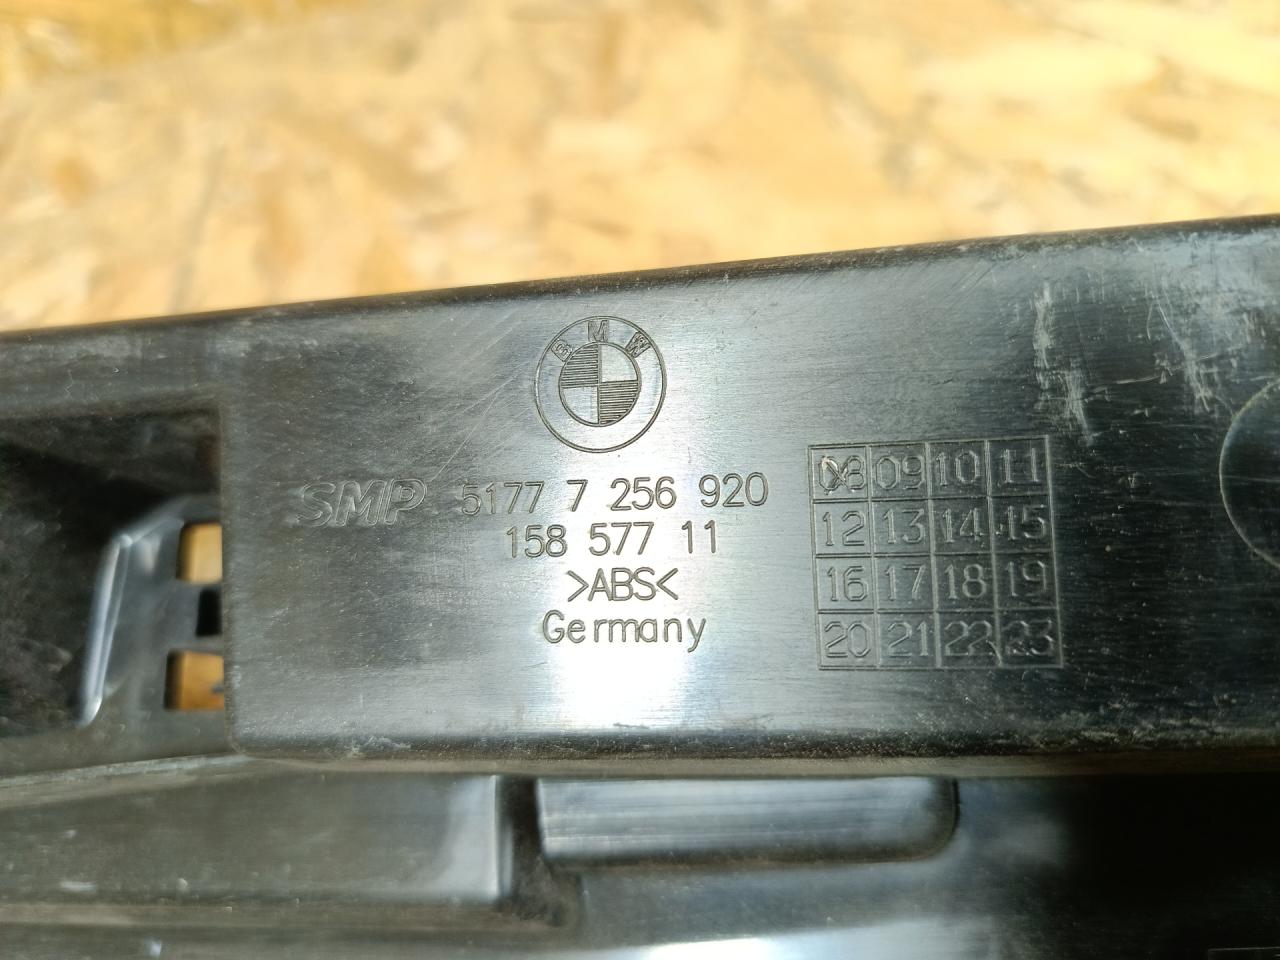 BMW
SMP 5177 7 256 920
158 577 11
>ABS<
Germany
08 09 10 11
12 13 14 15
16 17 18 19
20 21 22 23